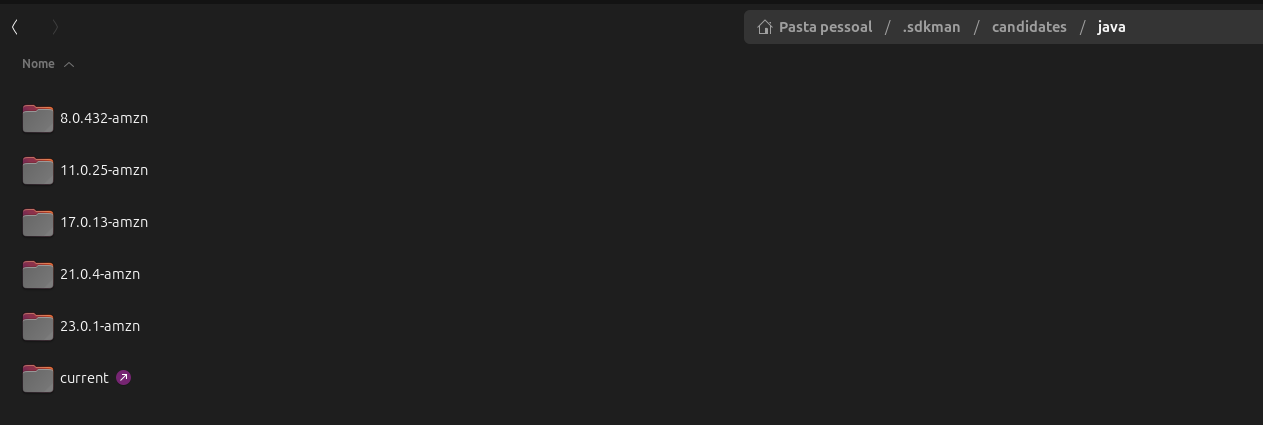 Pasta pessoal / .sdkman / candidates / java
Nome
8.0.432-amzn
11.0.25-amzn
17.0.13-amzn
21.0.4-amzn
23.0.1-amzn
current